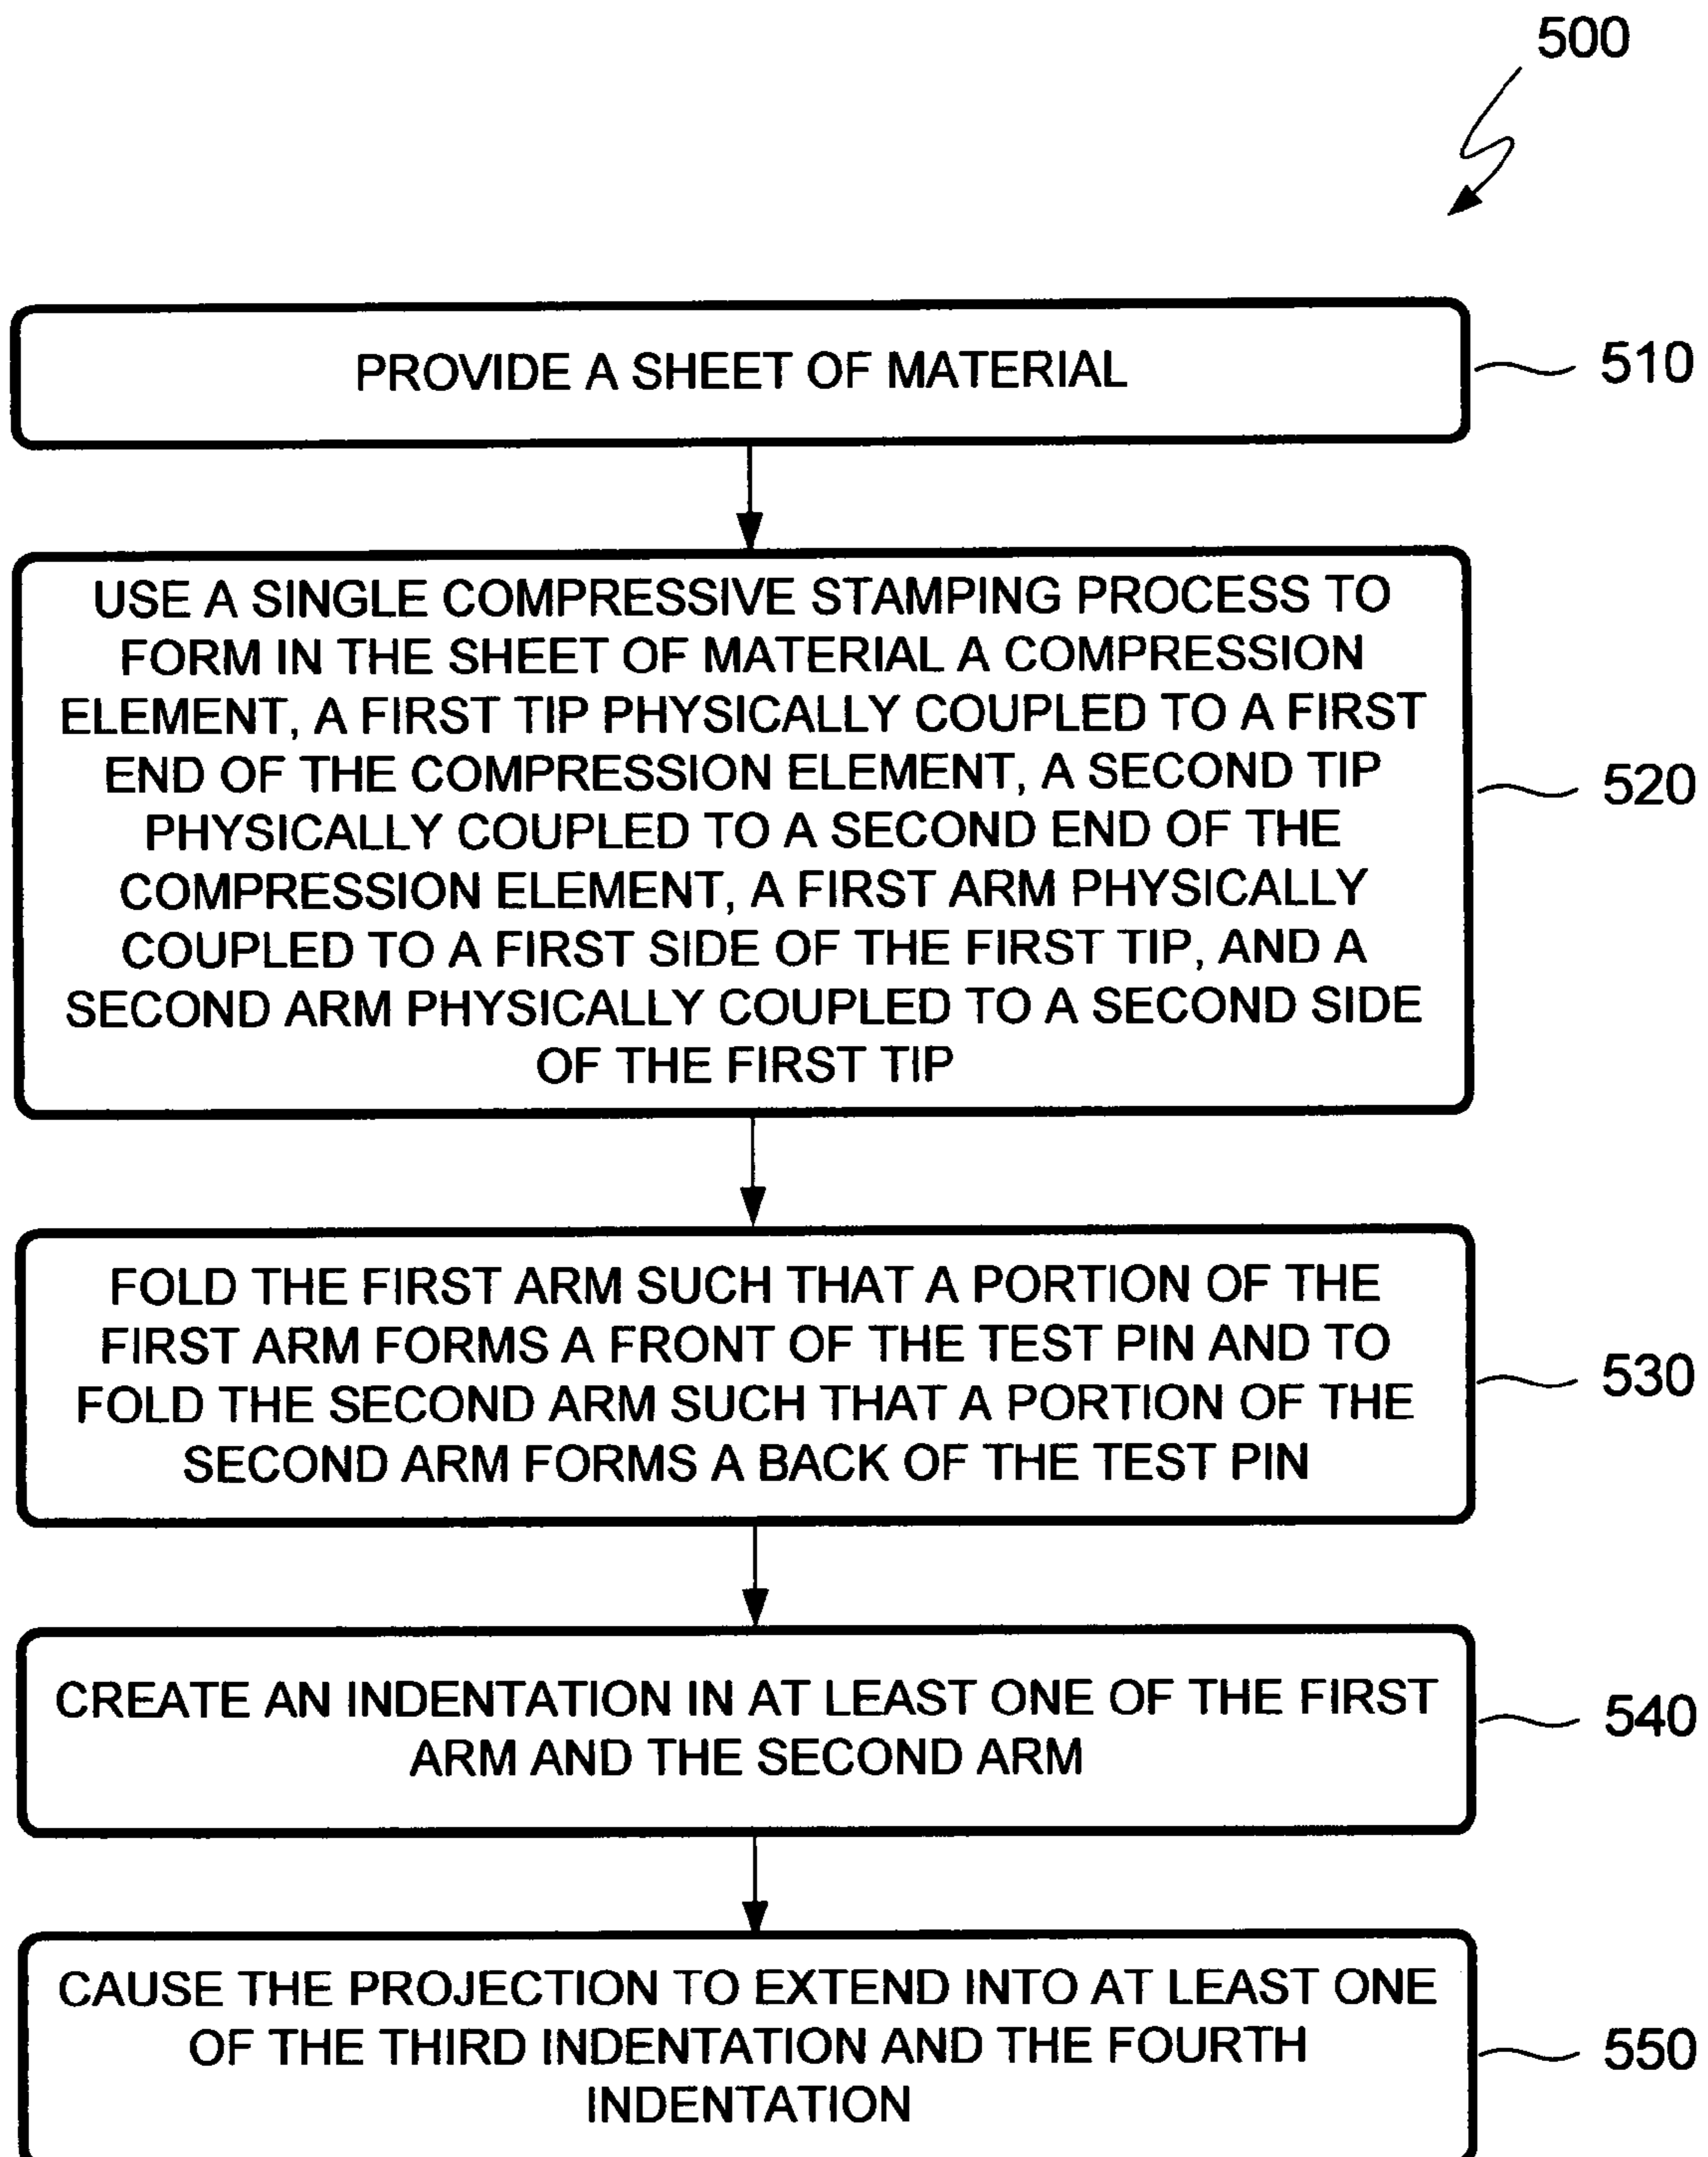 500
PROVIDE A SHEET OF MATERIAL
510
USE A SINGLE COMPRESSIVE STAMPING PROCESS TO
FORM IN THE SHEET OF MATERIAL A COMPRESSION
ELEMENT, A FIRST TIP PHYSICALLY COUPLED TO A FIRST
END OF THE COMPRESSION ELEMENT, A SECOND TIP
PHYSICALLY COUPLED TO A SECOND END OF THE
COMPRESSION ELEMENT, A FIRST ARM PHYSICALLY
COUPLED TO A FIRST SIDE OF THE FIRST TIP, AND A
SECOND ARM PHYSICALLY COUPLED TO A SECOND SIDE
OF THE FIRST TIP
520
FOLD THE FIRST ARM SUCH THAT A PORTION OF THE
FIRST ARM FORMS A FRONT OF THE TEST PIN AND TO
FOLD THE SECOND ARM SUCH THAT A PORTION OF THE
SECOND ARM FORMS A BACK OF THE TEST PIN
530
CREATE AN INDENTATION IN AT LEAST ONE OF THE FIRST
ARM AND THE SECOND ARM
540
CAUSE THE PROJECTION TO EXTEND INTO AT LEAST ONE
OF THE THIRD INDENTATION AND THE FOURTH
INDENTATION
550